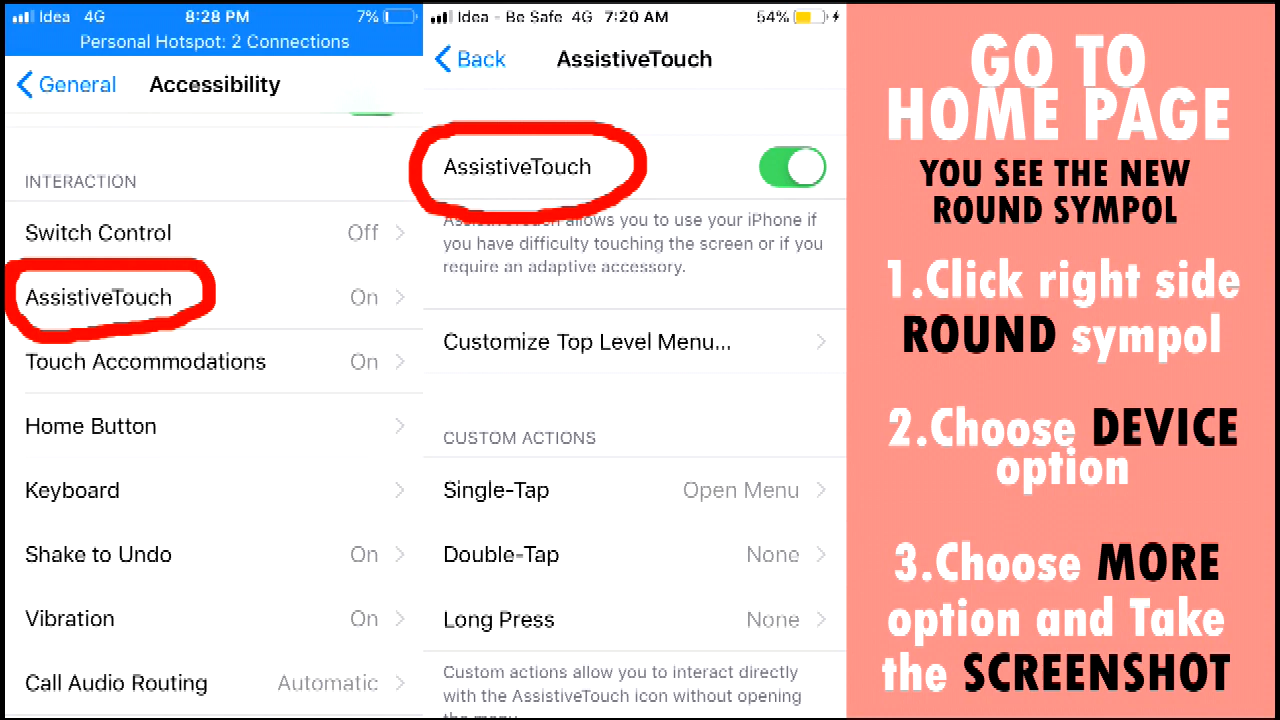 Idea 4G 8:28 PM 7%
Personal Hotspot: 2 Connections
General Accessibility
INTERACTION
Switch Control Off
AssistiveTouch On
Touch Accommodations On
Home Button
Keyboard
Shake to Undo On
Vibration On
Call Audio Routing Automatic
Idea - Be Safe 4G 7:20 AM 54%
Back AssistiveTouch
AssistiveTouch
AssistiveTouch allows you to use your iPhone if
you have difficulty touching the screen or if you
require an adaptive accessory.
Customize Top Level Menu...
CUSTOM ACTIONS
Single-Tap Open Menu
Double-Tap None
Long Press None
Custom actions allow you to interact directly
with the AssistiveTouch icon without opening
the menu.
GO TO
HOME PAGE
YOU SEE THE NEW
ROUND SYMPOL
1.Click right side
ROUND sympol
2.Choose DEVICE
option
3.Choose MORE
option and Take
the SCREENSHOT